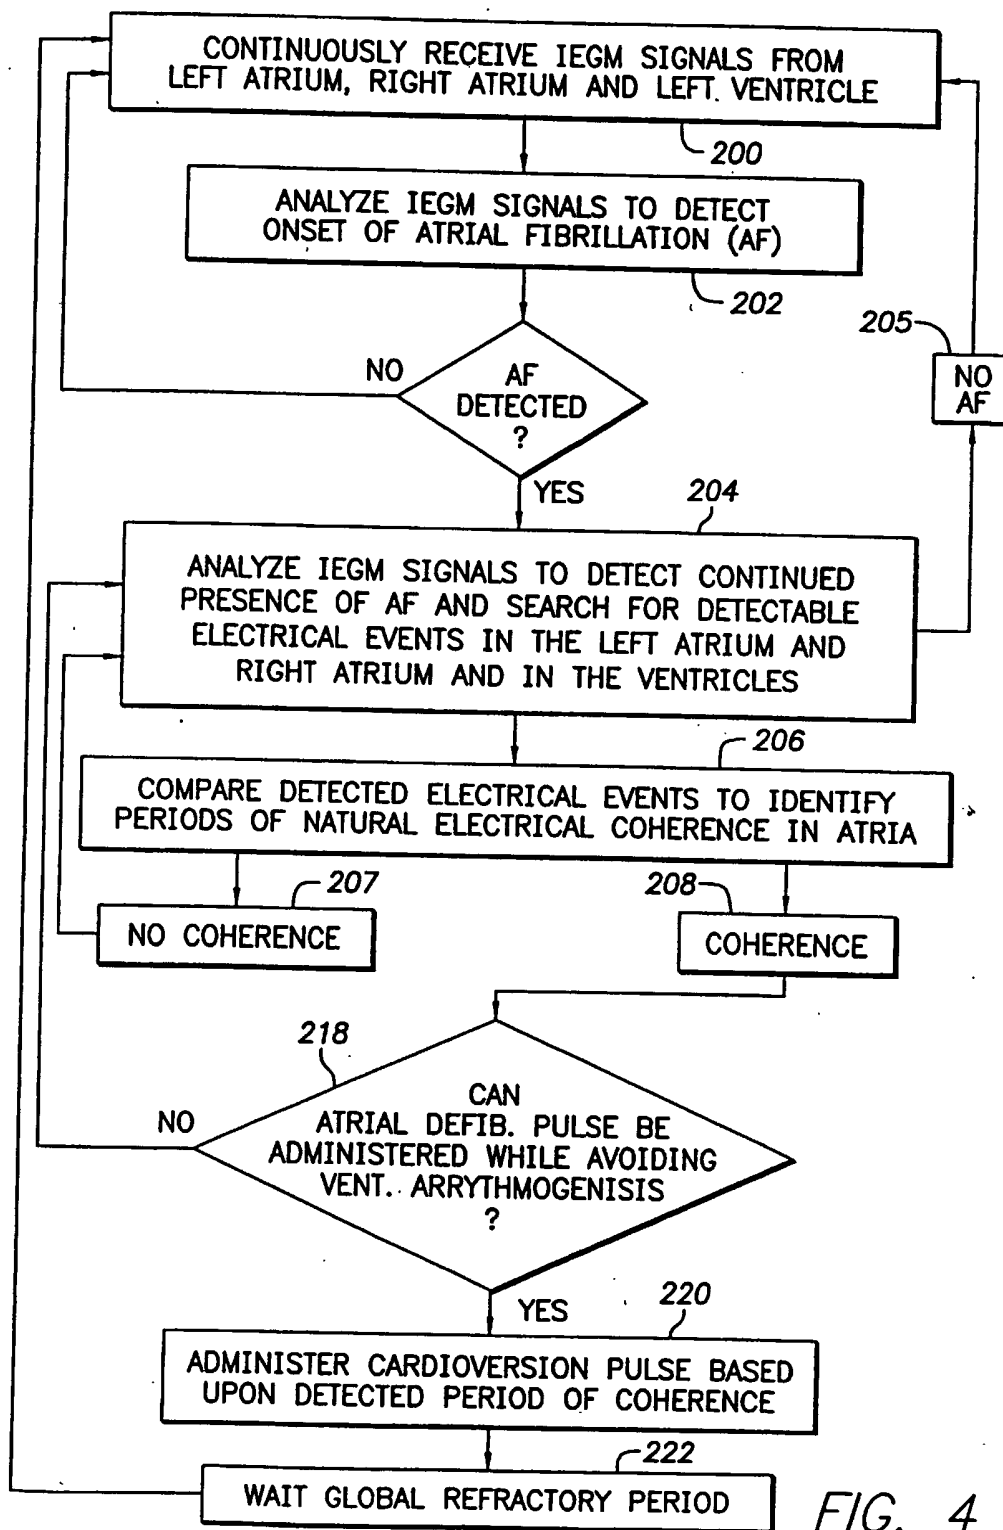 CONTINUOUSLY RECEIVE IEGM SIGNALS FROM
LEFT ATRIUM, RIGHT ATRIUM AND LEFT. VENTRICLE
200
ANALYZE IEGM SIGNALS TO DETECT
ONSET OF ATRIAL FIBRILLATION (AF)
202
205
NO
AF
NO
AF
DETECTED
?
YES
204
ANALYZE IEGM SIGNALS TO DETECT CONTINUED
PRESENCE OF AF AND SEARCH FOR DETECTABLE
ELECTRICAL EVENTS IN THE LEFT ATRIUM AND
RIGHT ATRIUM AND IN THE VENTRICLES
206
COMPARE DETECTED ELECTRICAL EVENTS TO IDENTIFY
PERIODS OF NATURAL ELECTRICAL COHERENCE IN ATRIA
207
NO COHERENCE
208
COHERENCE
218
NO
CAN
ATRIAL DEFIB. PULSE BE
ADMINISTERED WHILE AVOIDING
VENT. ARRYTHMOGENISIS
?
YES
220
ADMINISTER CARDIOVERSION PULSE BASED
UPON DETECTED PERIOD OF COHERENCE
222
WAIT GLOBAL REFRACTORY PERIOD
FIG. 4